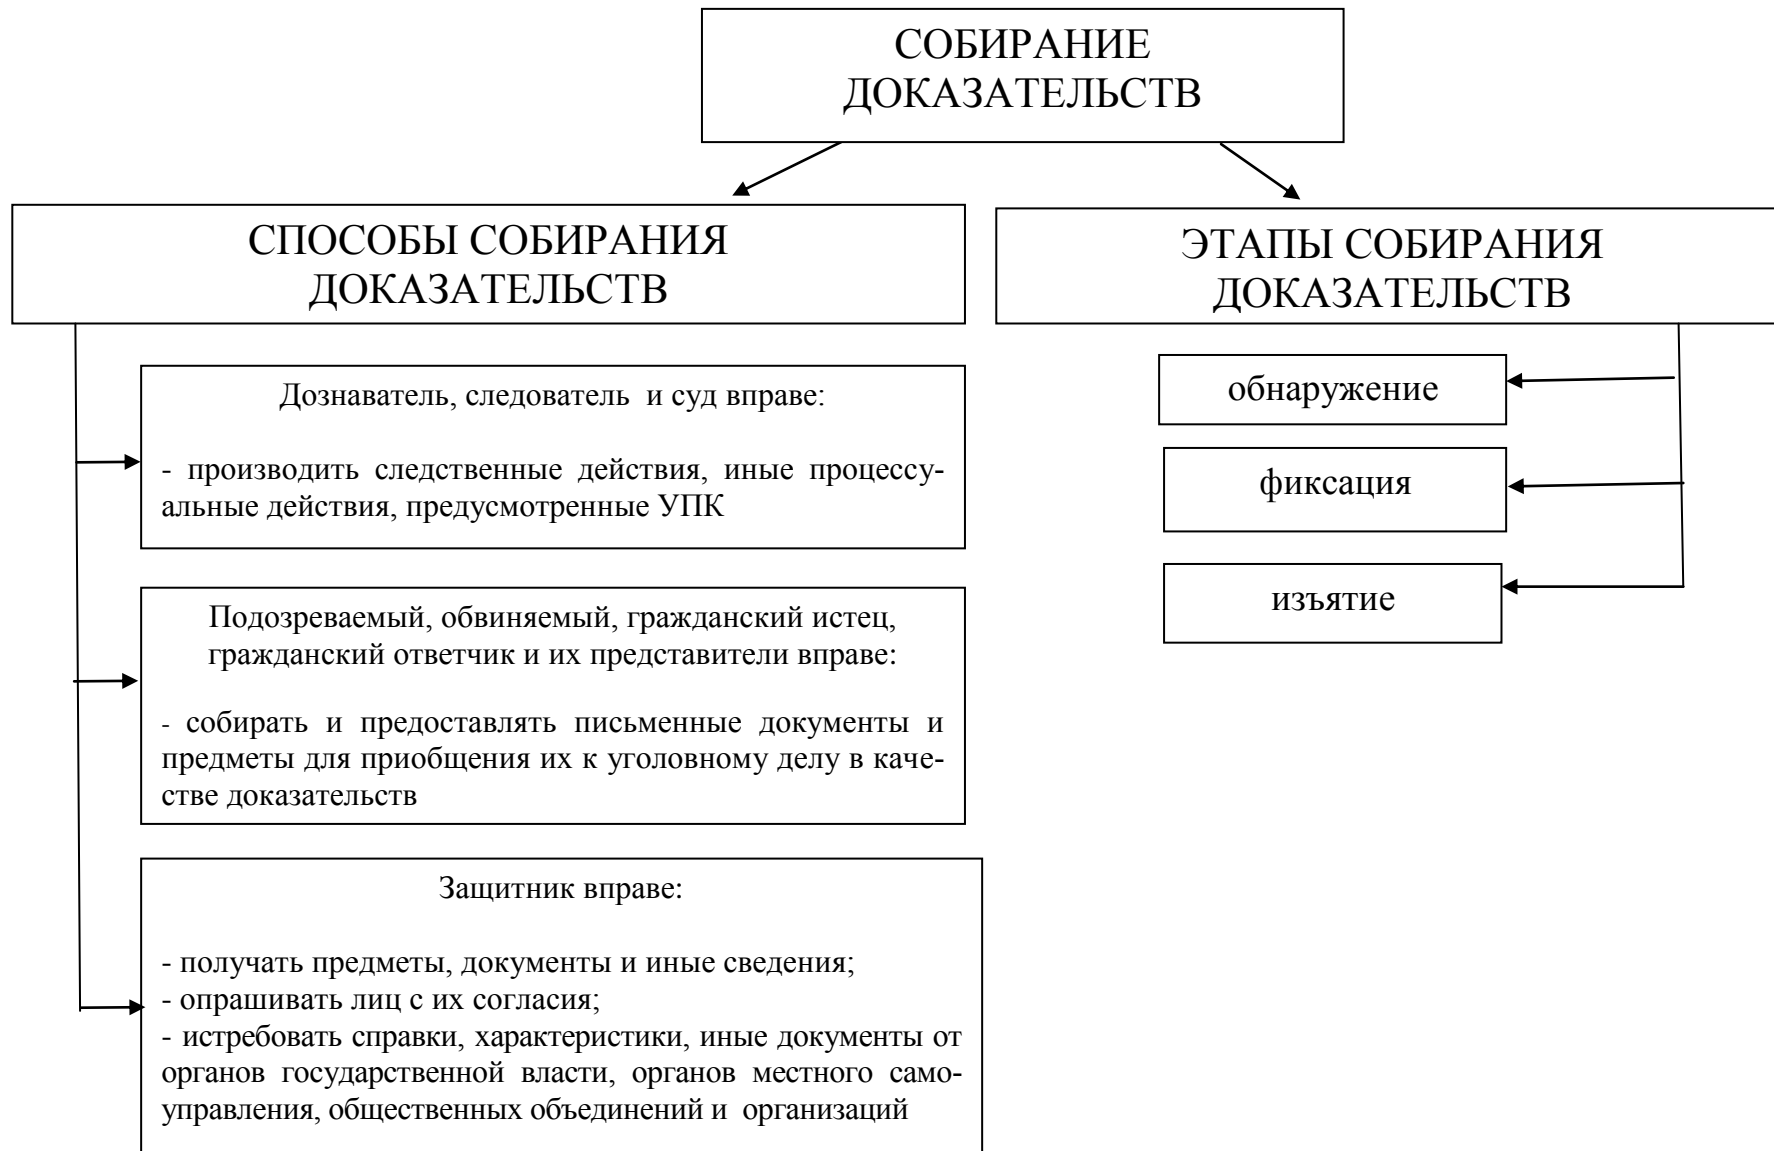 СОБИРАНИЕ
ДОКАЗАТЕЛЬСТВ
СПОСОБЫ СОБИРАНИЯ
ДОКАЗАТЕЛЬСТВ
Дознаватель, следователь и суд вправе:
- производить следственные действия, иные процессу-
альные действия, предусмотренные УПК
Подозреваемый, обвиняемый, гражданский истец,
гражданский ответчик и их представители вправе:
- собирать и предоставлять письменные документы и
предметы для приобщения их к уголовному делу в каче-
стве доказательств
Защитник вправе:
- получать предметы, документы и иные сведения;
- опрашивать лиц с их согласия;
- истребовать справки, характеристики, иные документы от
органов государственной власти, органов местного само-
управления, общественных объединений и организаций
ЭТАПЫ СОБИРАНИЯ
ДОКАЗАТЕЛЬСТВ
обнаружение
фиксация
изъятие